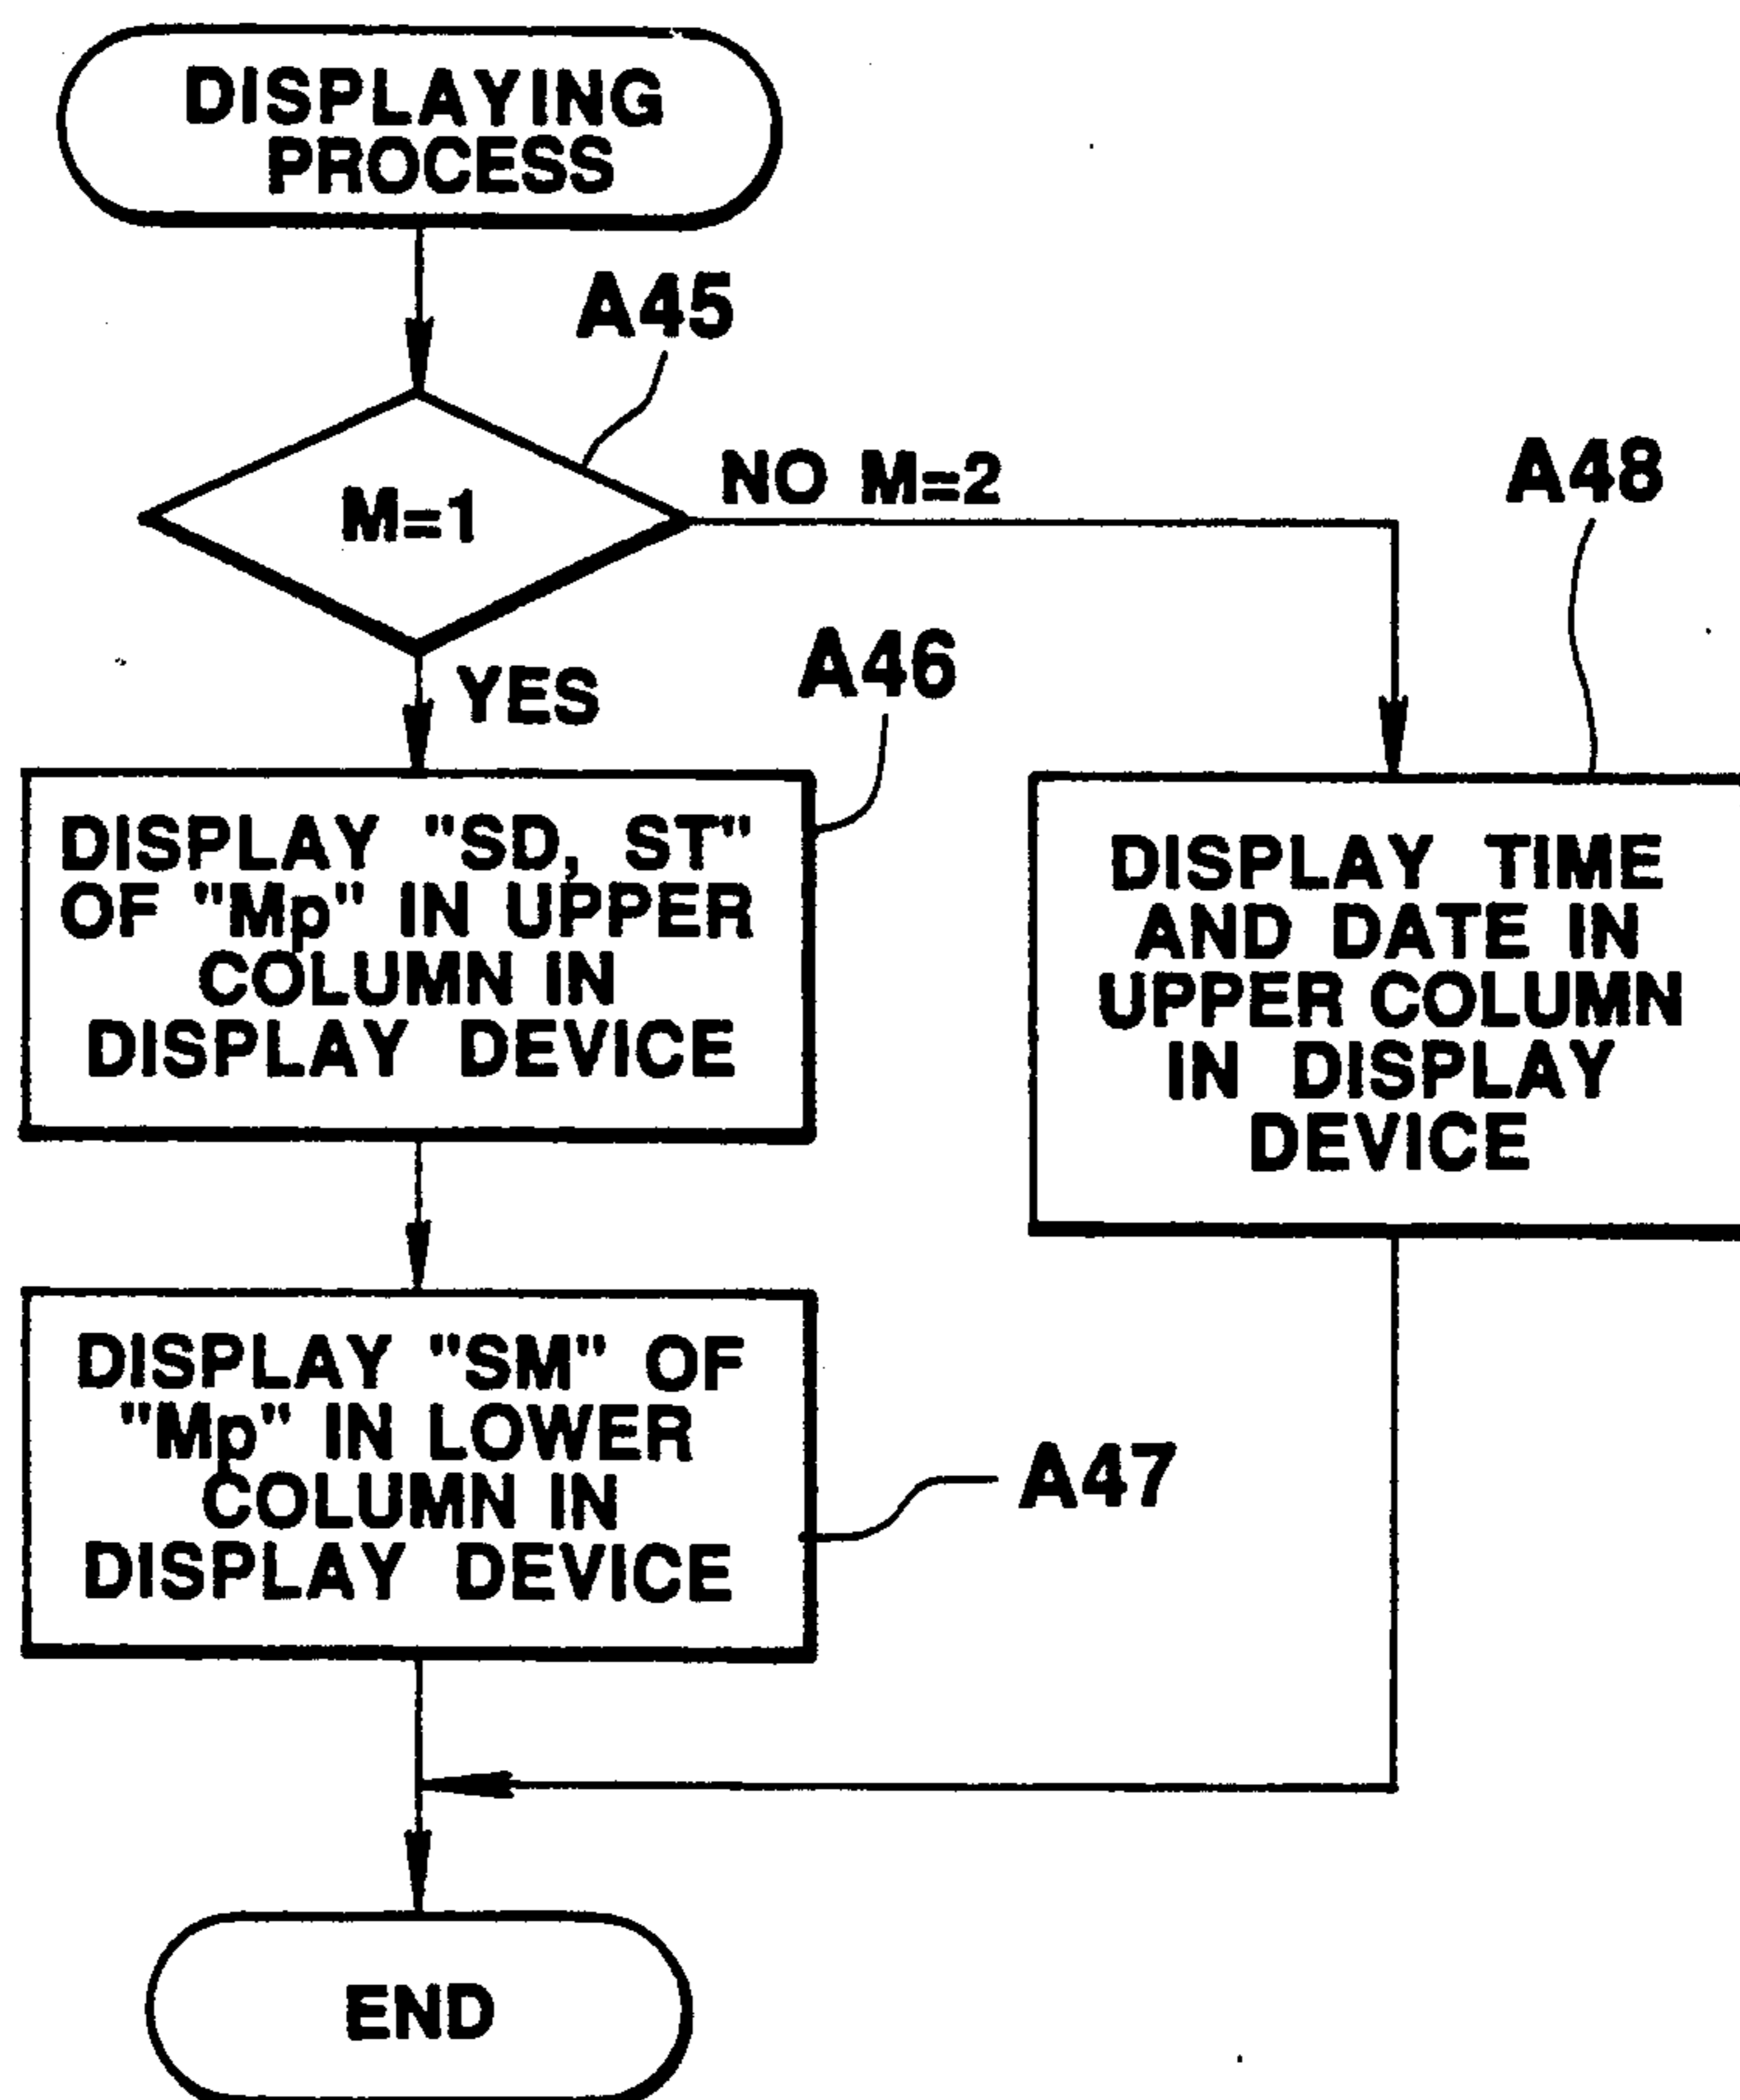 DISPLAYING
PROCESS
A45
M=1
NO M=2
A48
YES
A46
DISPLAY "SD, ST"
OF "Mp" IN UPPER
COLUMN IN
DISPLAY DEVICE
DISPLAY TIME
AND DATE IN
UPPER COLUMN
IN DISPLAY
DEVICE
DISPLAY "SM" OF
"Mp" IN LOWER
COLUMN IN
DISPLAY DEVICE
A47
END